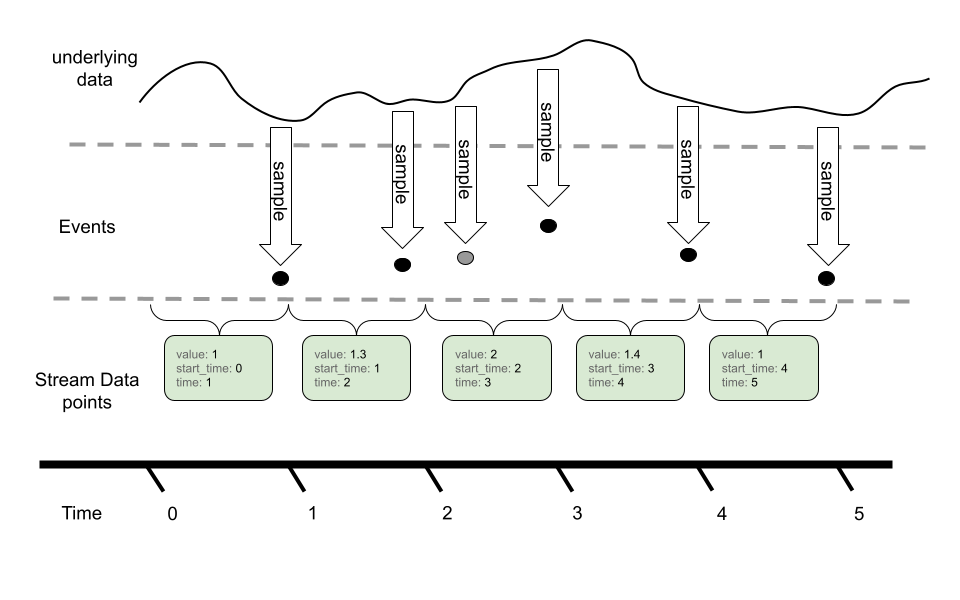 underlying
data
sample
sample
sample
sample
sample
sample
Events
Stream Data
points
value: 1
start_time: 0
time: 1
value: 1.3
start_time: 1
time: 2
value: 2
start_time: 2
time: 3
value: 1.4
start_time: 3
time: 4
value: 1
start_time: 4
time: 5
Time 0 1 2 3 4 5